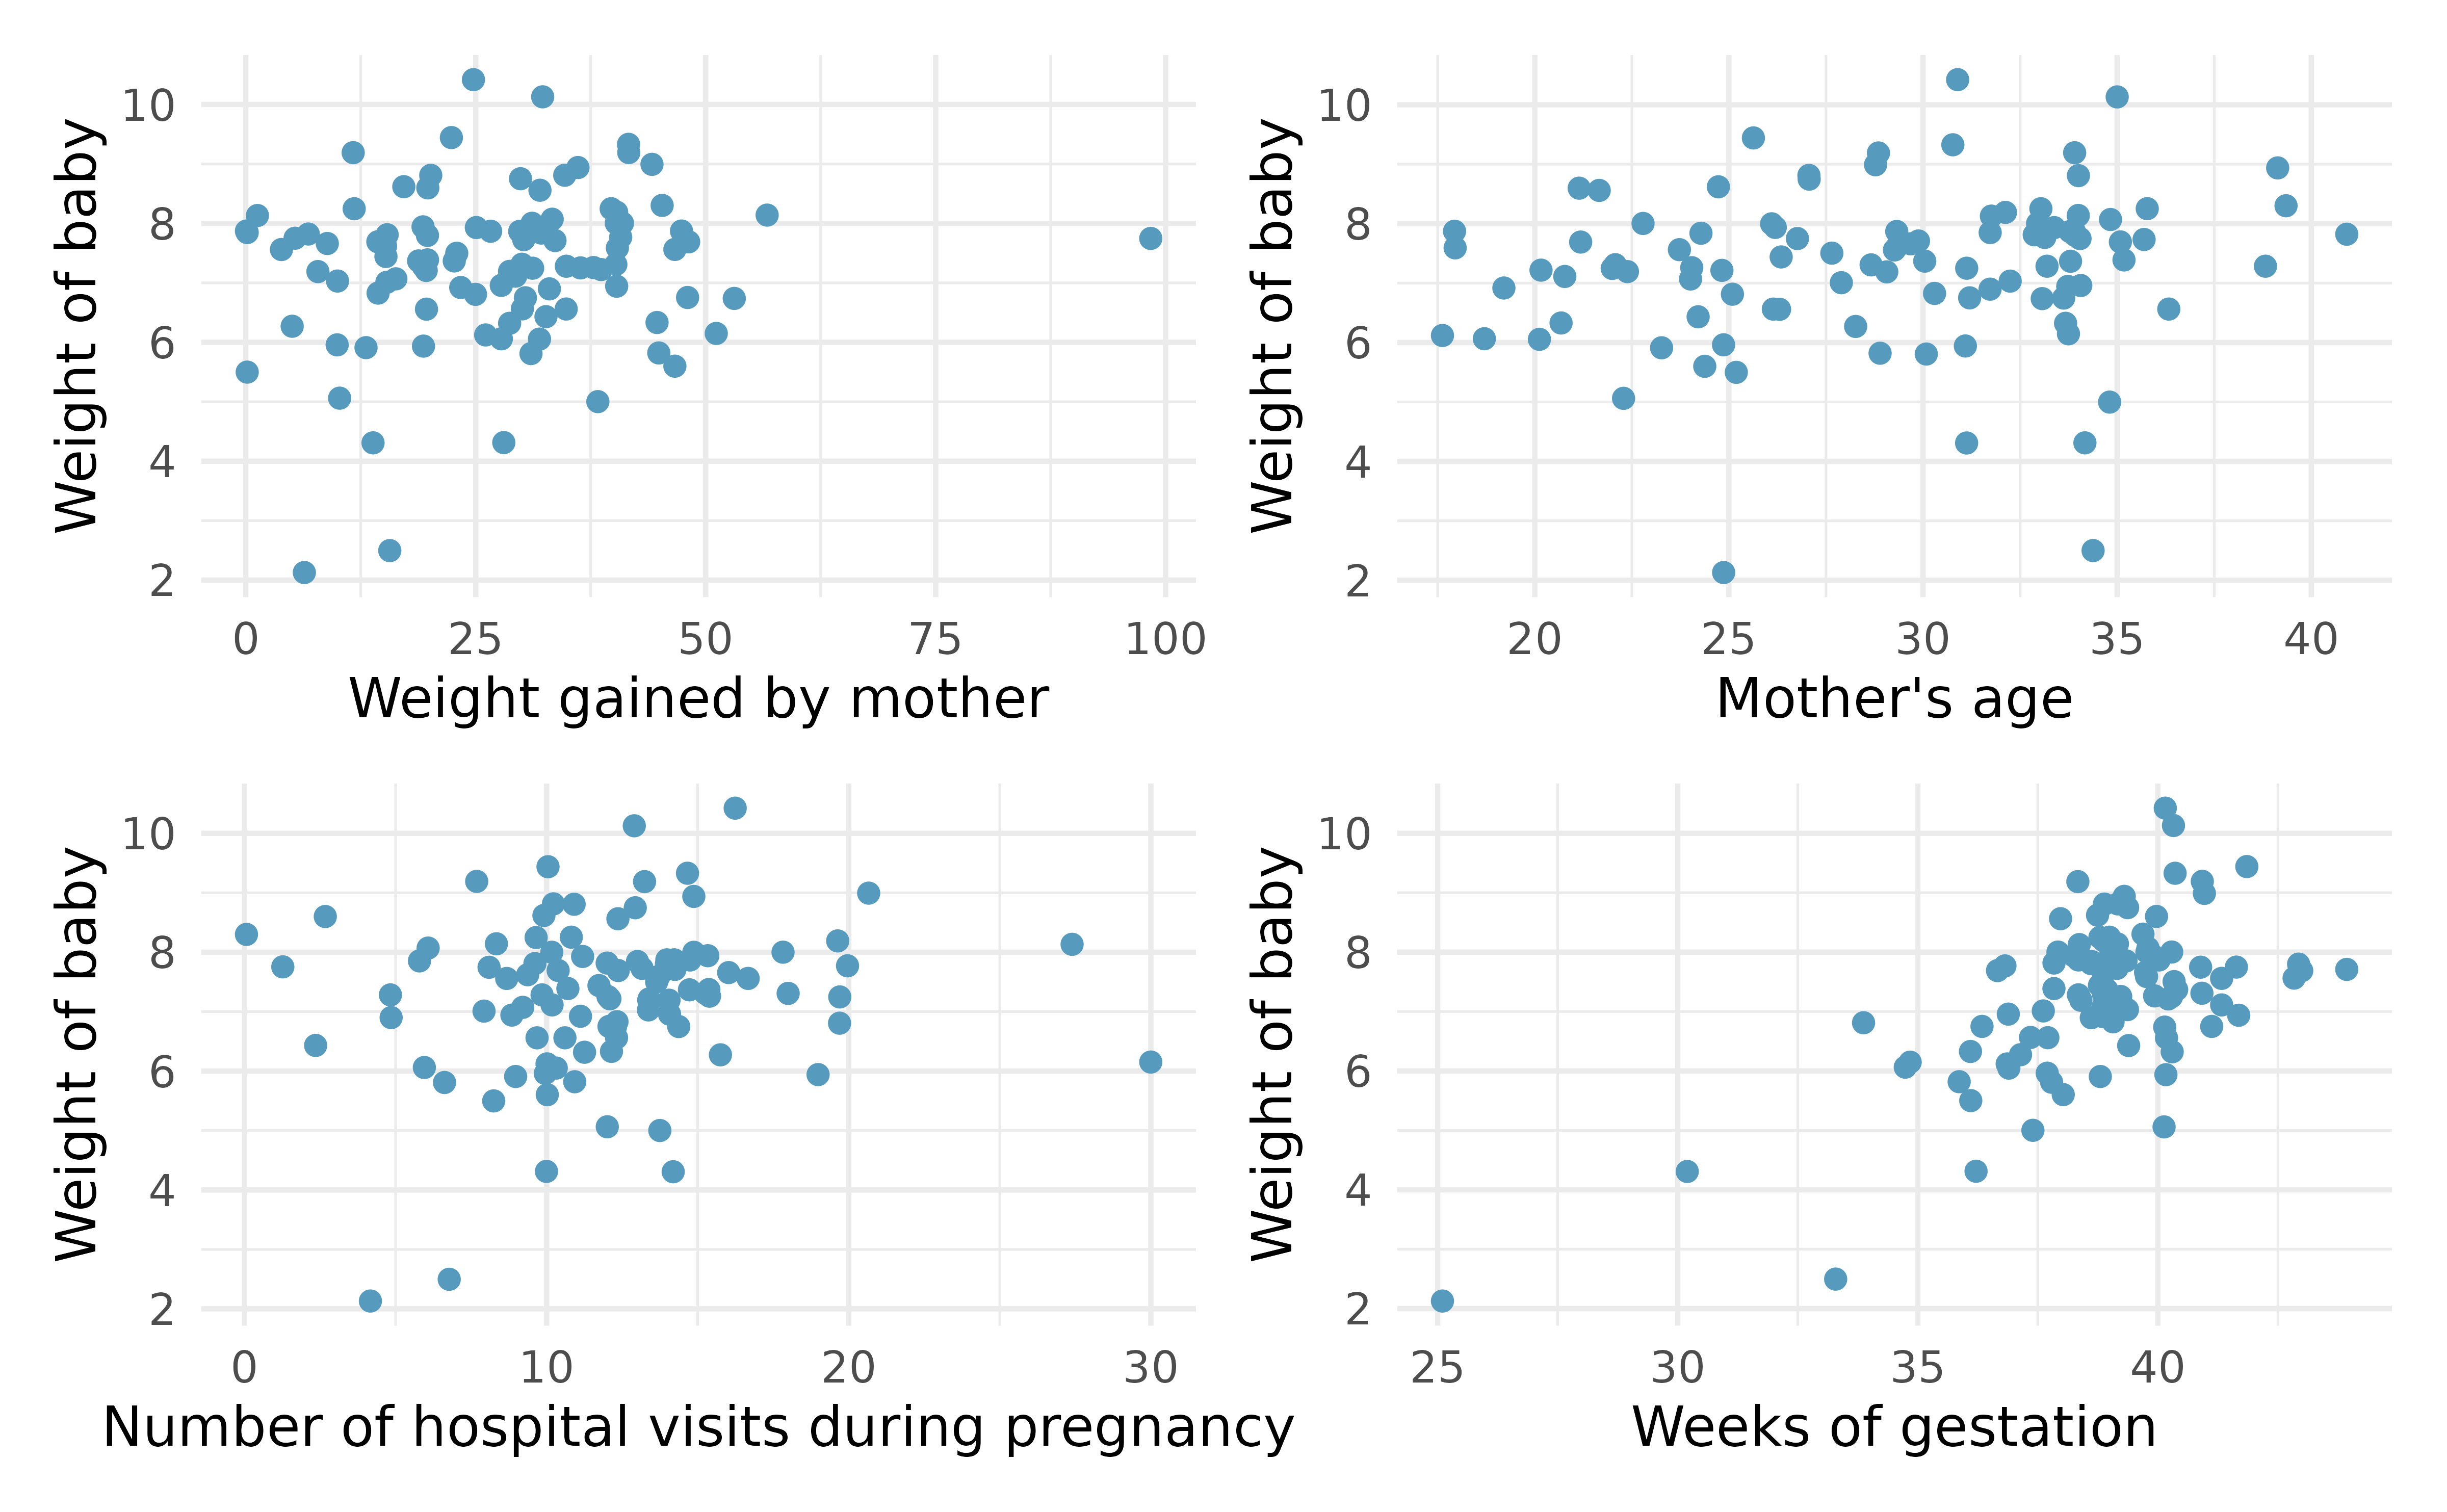 Weight of baby
10
8
6
4
2
0 25 50 75 100
Weight gained by mother
Weight of baby
10
8
6
4
2
20 25 30 35 40
Mother's age
Weight of baby
10
8
6
4
2
0 10 20 30
Number of hospital visits during pregnancy
Weight of baby
10
8
6
4
2
25 30 35 40
Weeks of gestation